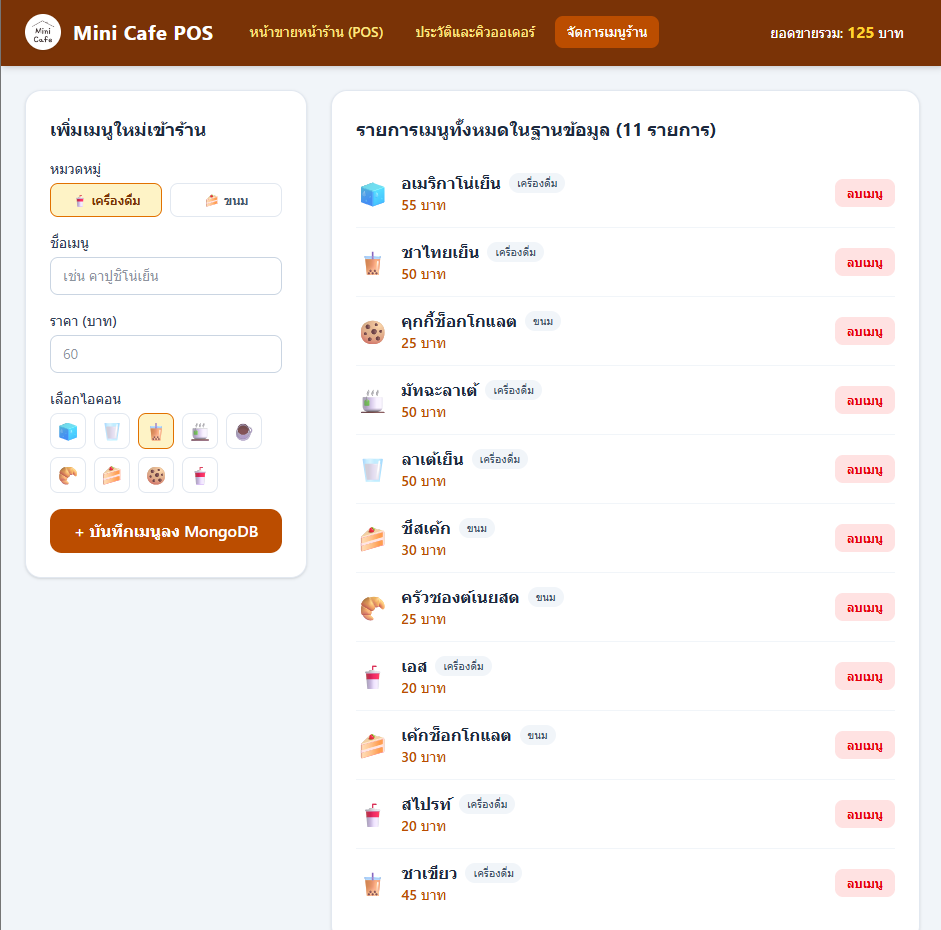 Mini
Cafe
Mini Cafe POS
หน้าขายหน้าร้าน (POS)
ประวัติและคิวออเดอร์
จัดการเมนูร้าน
ยอดขายรวม: 125 บาท
เพิ่มเมนูใหม่เข้าร้าน
หมวดหมู่
เครื่องดื่ม
ขนม
ชื่อเมนู
เช่น คาปูชิโน่เย็น
ราคา (บาท)
60
เลือกไอคอน
+ บันทึกเมนูลง MongoDB
รายการเมนูทั้งหมดในฐานข้อมูล (11 รายการ)
อเมริกาโน่เย็น เครื่องดื่ม
55 บาท
ลบเมนู
ชาไทยเย็น เครื่องดื่ม
50 บาท
ลบเมนู
คุกกี้ช็อกโกแลต ขนม
25 บาท
ลบเมนู
มัทฉะลาเต้ เครื่องดื่ม
50 บาท
ลบเมนู
ลาเต้เย็น เครื่องดื่ม
50 บาท
ลบเมนู
ชีสเค้ก ขนม
30 บาท
ลบเมนู
ครัวซองต์เนยสด ขนม
25 บาท
ลบเมนู
เอส เครื่องดื่ม
20 บาท
ลบเมนู
เค้กช็อกโกแลต ขนม
30 บาท
ลบเมนู
สไปรท์ เครื่องดื่ม
20 บาท
ลบเมนู
ชาเขียว เครื่องดื่ม
45 บาท
ลบเมนู